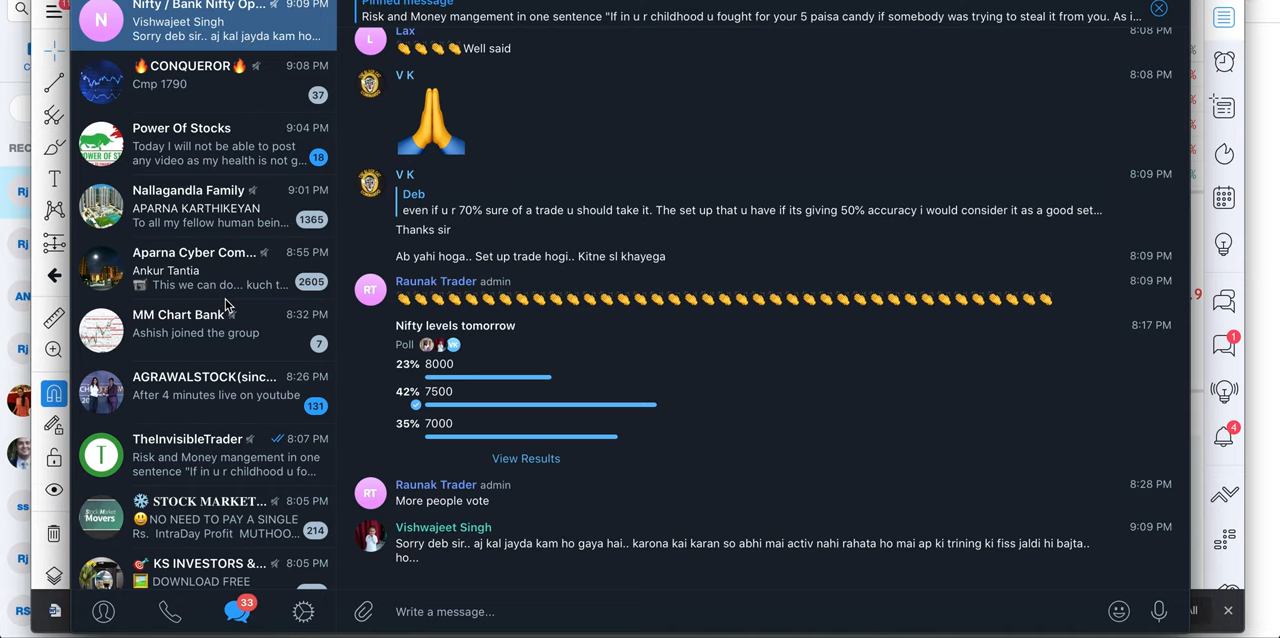 Nifty / Bank Nifty Op... 9:09 PM
Vishwajeet Singh
Sorry deb sir.. aj kal jayda kam ho...
🔥CONQUEROR🔥 9:08 PM
Cmp 1790
37
Power Of Stocks 9:04 PM
Today I will not be able to post
any video as my health is not g...
18
Nallagandla Family 9:01 PM
APARNA KARTHIKEYAN
To all my fellow human bein...
1365
Aparna Cyber Com... 8:55 PM
Ankur Tantia
This we can do... kuch t...
2605
MM Chart Bank 8:32 PM
Ashish joined the group
7
AGRAWALSTOCK(sinc... 8:26 PM
After 4 minutes live on youtube
131
TheInvisibleTrader 8:07 PM
Risk and Money mangement in one
sentence "If in u r childhood u fo...
❄️ STOCK MARKET... 8:05 PM
😃NO NEED TO PAY A SINGLE
Rs. IntraDay Profit MUTHOO...
214
🎯 KS INVESTORS &... 8:05 PM
DOWNLOAD FREE
33
Pinned message
Risk and Money mangement in one sentence "If in u r childhood u fought for your 5 paisa candy if somebody was trying to steal it from you. As i...
Lax 8:08 PM
👏👏👏👏Well said
V K 8:08 PM
V K 8:09 PM
Deb
even if u r 70% sure of a trade u should take it. The set up that u have if its giving 50% accuracy i would consider it as a good set...
Thanks sir
Ab yahi hoga.. Set up trade hogi.. Kitne sl khayega 8:09 PM
Raunak Trader admin 8:09 PM
Nifty levels tomorrow 8:17 PM
Poll
23% 8000
42% 7500
35% 7000
View Results
Raunak Trader admin 8:28 PM
More people vote
Vishwajeet Singh 9:09 PM
Sorry deb sir.. aj kal jayda kam ho gaya hai.. karona kai karan so abhi mai activ nahi rahata ho mai ap ki trining ki fiss jaldi hi bajta..
ho...
Write a message...
N
L
RT
RT
T
REC
Rj
Rj
AN
Rj
ss
Rj
RS
1
4